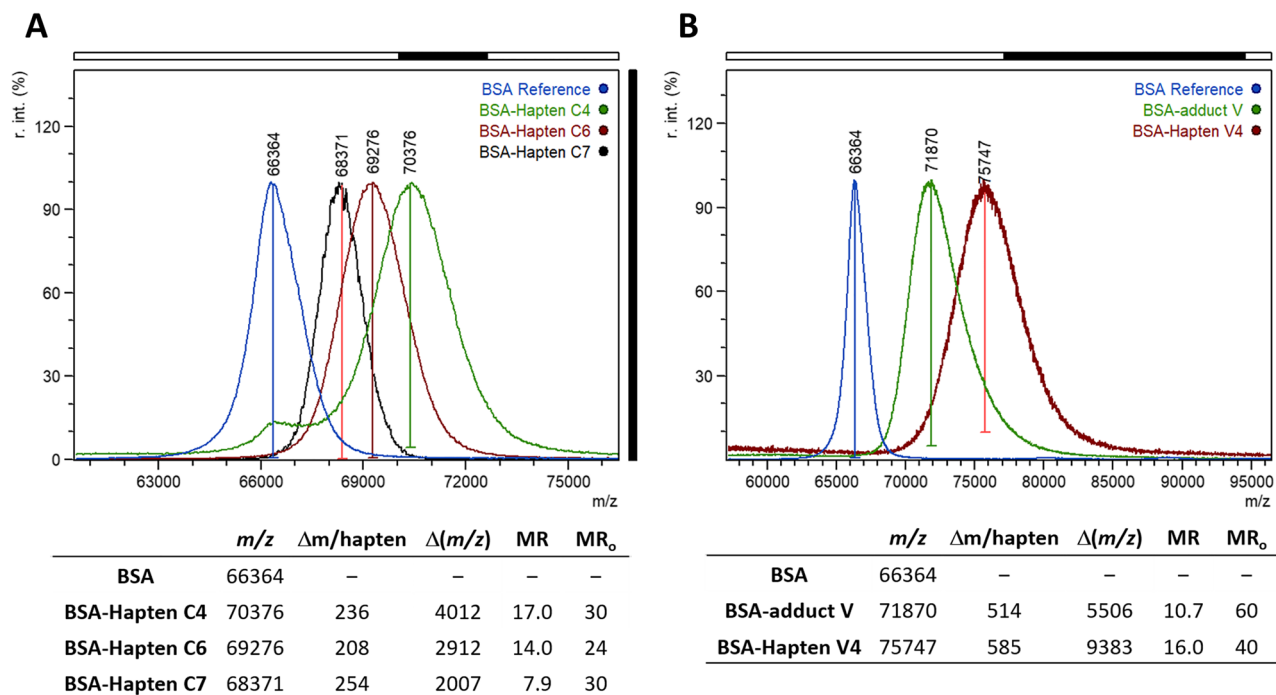 A
r. int. (%)
BSA Reference
BSA-Hapten C4
BSA-Hapten C6
BSA-Hapten C7
66364
68371
69276
70376
120
90
60
30
0
63000 66000 69000 72000 75000
m/z
m/z Δm/hapten Δ(m/z) MR MRo
BSA 66364 – – – –
BSA-Hapten C4 70376 236 4012 17.0 30
BSA-Hapten C6 69276 208 2912 14.0 24
BSA-Hapten C7 68371 254 2007 7.9 30
B
r. int. (%)
BSA Reference
BSA-adduct V
BSA-Hapten V4
66364
71870
75747
120
90
60
30
60000 65000 70000 75000 80000 85000 90000 95000
m/z
m/z Δm/hapten Δ(m/z) MR MRo
BSA 66364 – – – –
BSA-adduct V 71870 514 5506 10.7 60
BSA-Hapten V4 75747 585 9383 16.0 40